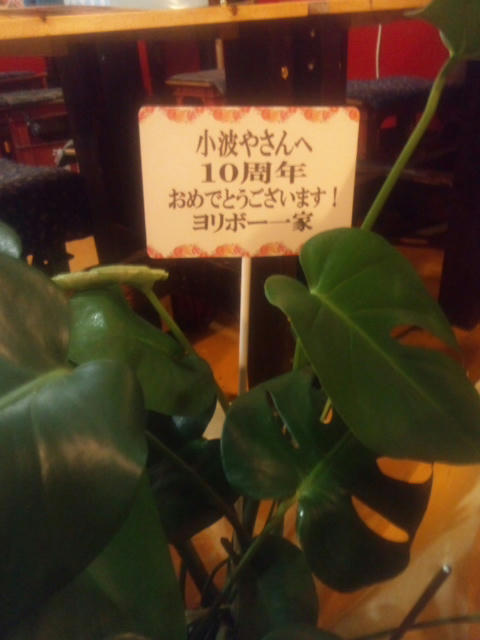 小波やさんへ
10周年
おめでとうございます!
ヨリボー一家